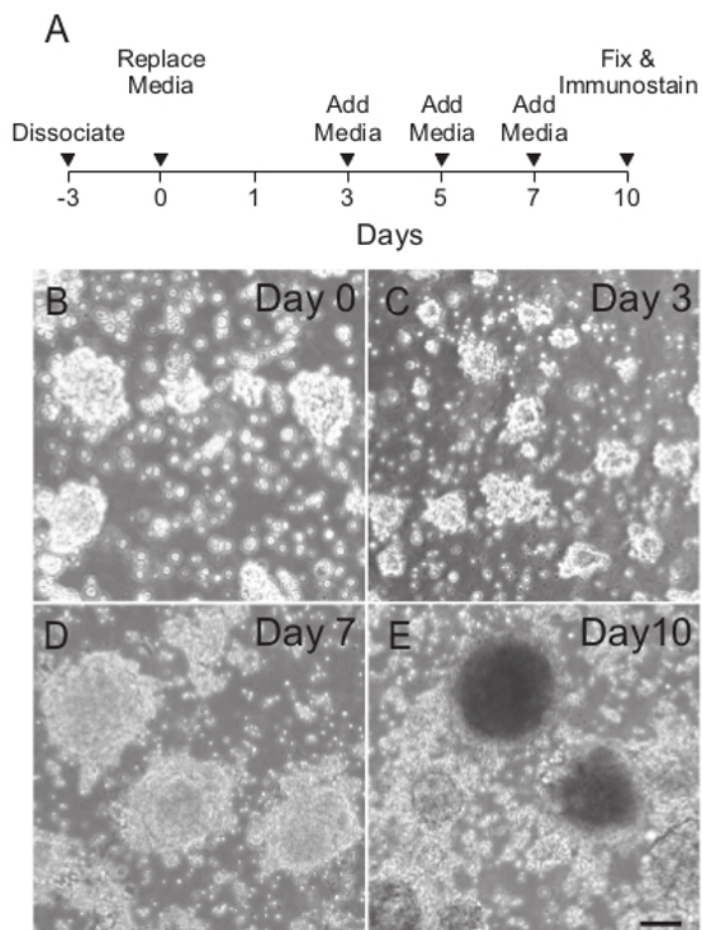 A
Replace
Media
Fix &
Immunostain
Dissociate
Add
Media
Add
Media
Add
Media
-3 0 1 3 5 7 10
Days
B Day 0
C Day 3
D Day 7
E Day10